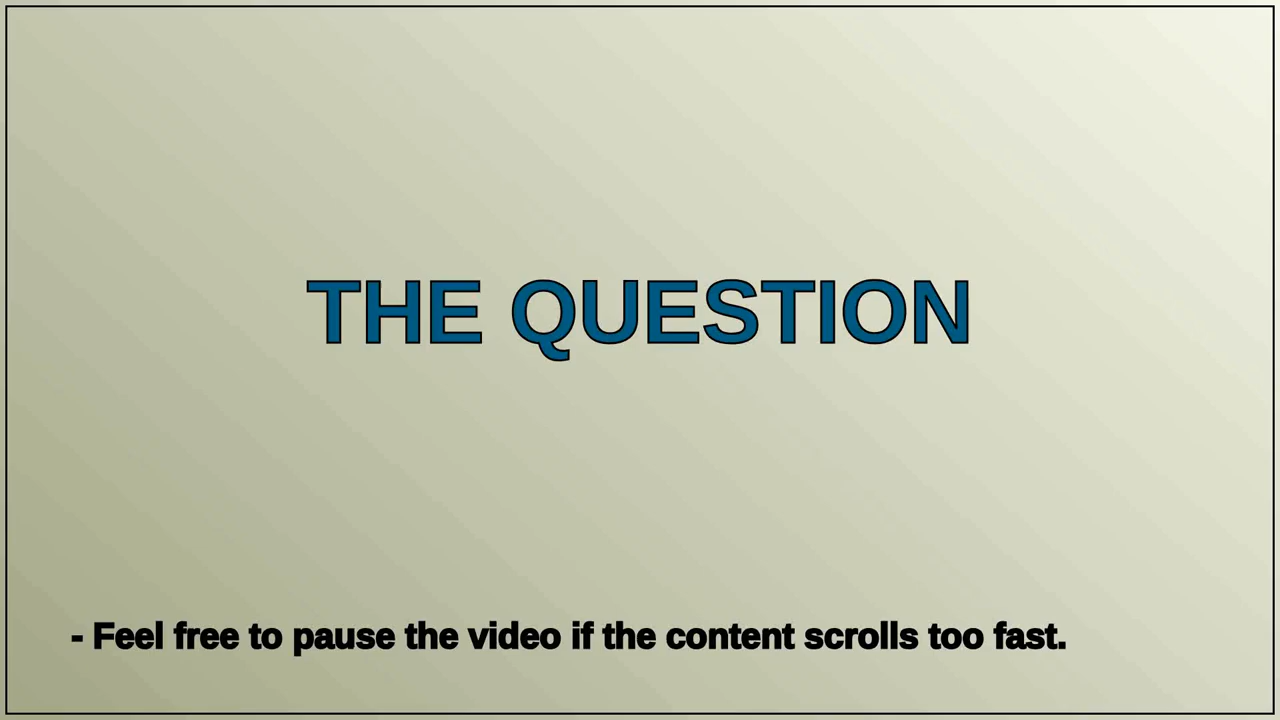 THE QUESTION
- Feel free to pause the video if the content scrolls too fast.